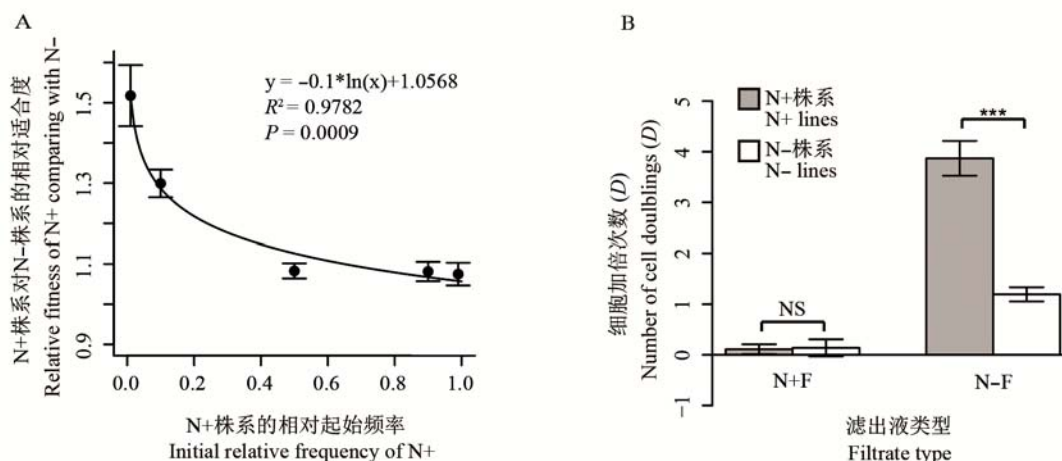 A
N+株系对N-株系的相对适合度
Relative fitness of N+ comparing with N-
y = -0.1*ln(x)+1.0568
R² = 0.9782
P = 0.0009
1.5
1.3
1.1
0.9
0.0 0.2 0.4 0.6 0.8 1.0
N+株系的相对起始频率
Initial relative frequency of N+
B
细胞加倍次数 (D)
Number of cell doulblings (D)
N+株系
N+ lines
N-株系
N- lines
***
NS
5
4
3
2
1
0
-1
N+F N-F
滤出液类型
Filtrate type